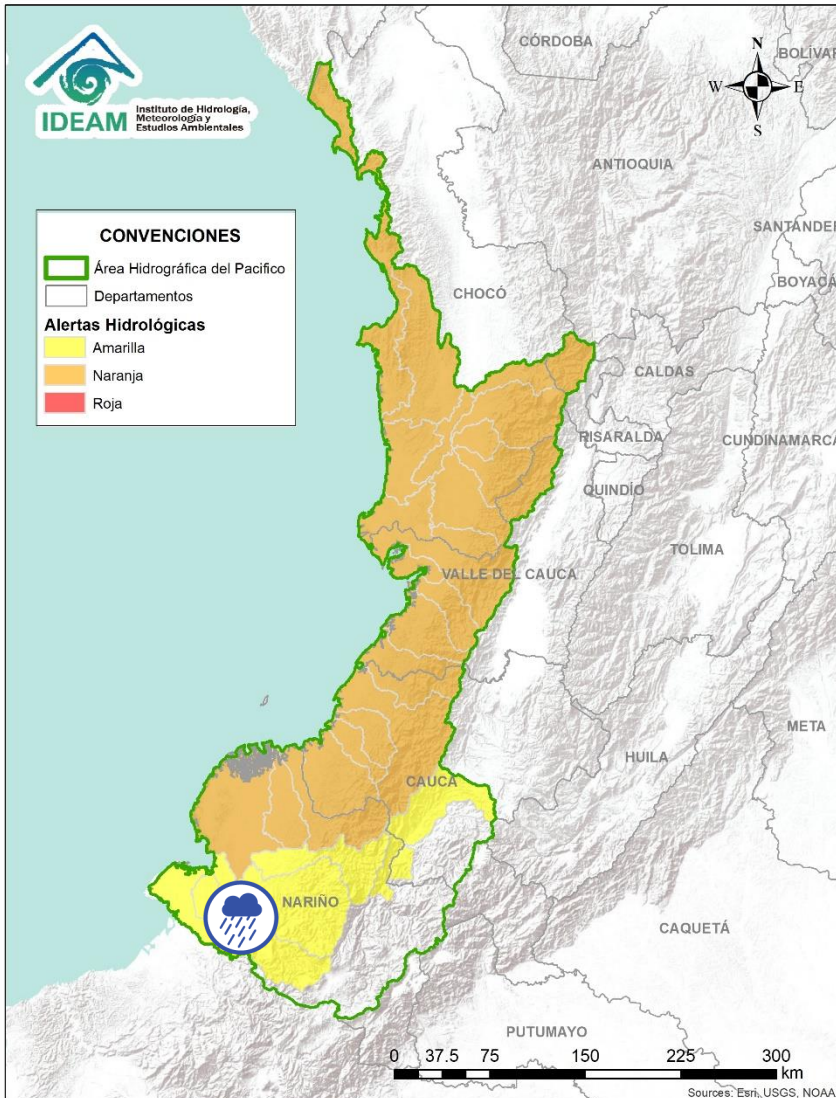 IDEAM
Instituto de Hidrología,
Meteorología y
Estudios Ambientales
CÓRDOBA
BOLÍVAR
N
W
E
S
ANTIOQUIA
SANTANDER
BOYACÁ
CONVENCIONES
Área Hidrográfica del Pacifico
Departamentos
Alertas Hidrológicas
Amarilla
Naranja
Roja
CHOCÓ
CALDAS
RISARALDA
CUNDINAMARCA
QUINDÍO
TOLIMA
VALLE DEL CAUCA
META
HUILA
CAUCA
NARIÑO
CAQUETÁ
PUTUMAYO
0 37.5 75 150 225 300
km
Sources: Esri, USGS, NOAA